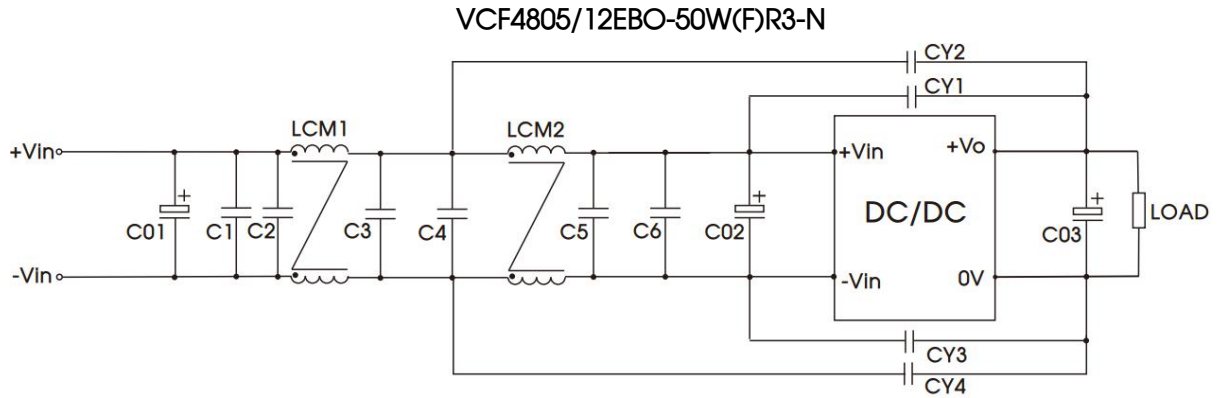 VCF4805/12EBO-50W(F)R3-N
CY2
CY1
LCM1
LCM2
+Vin
+Vin
+Vo
+
+
+
C01
C1
C2
C3
C4
C5
C6
C02
DC/DC
C03
LOAD
-Vin
-Vin
0V
CY3
CY4